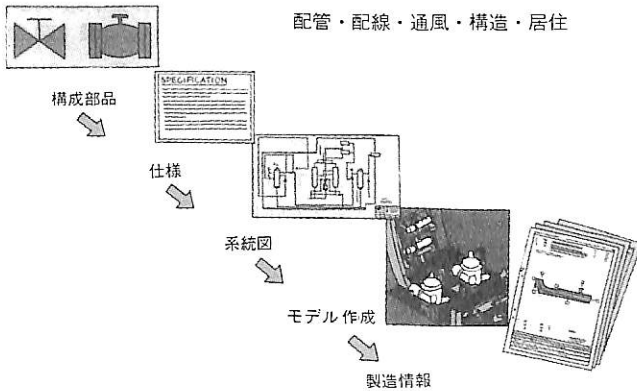 配管・配線・通風・構造・居住
構成部品
SPECIFICATION
仕様
系統図
モデル作成
製造情報